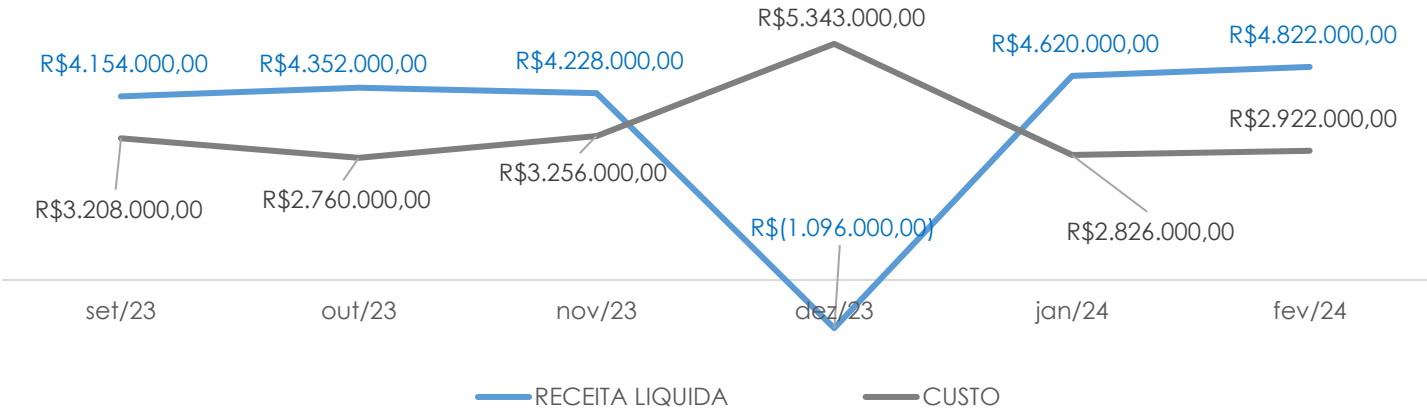 R$5.343.000,00
R$4.154.000,00 R$4.352.000,00 R$4.228.000,00 R$4.620.000,00 R$4.822.000,00
R$3.208.000,00 R$2.760.000,00 R$3.256.000,00 R$2.922.000,00
R$(1.096.000,00) R$2.826.000,00
set/23 out/23 nov/23 dez/23 jan/24 fev/24
RECEITA LIQUIDA CUSTO